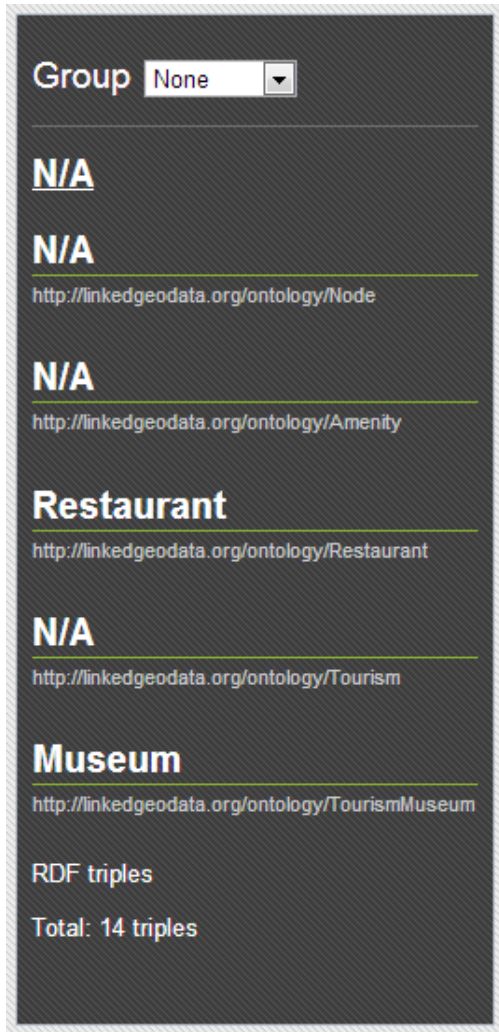 Group None
N/A
N/A
http://linkedgeodata.org/ontology/Node
N/A
http://linkedgeodata.org/ontology/Amenity
Restaurant
http://linkedgeodata.org/ontology/Restaurant
N/A
http://linkedgeodata.org/ontology/Tourism
Museum
http://linkedgeodata.org/ontology/TourismMuseum
RDF triples
Total: 14 triples